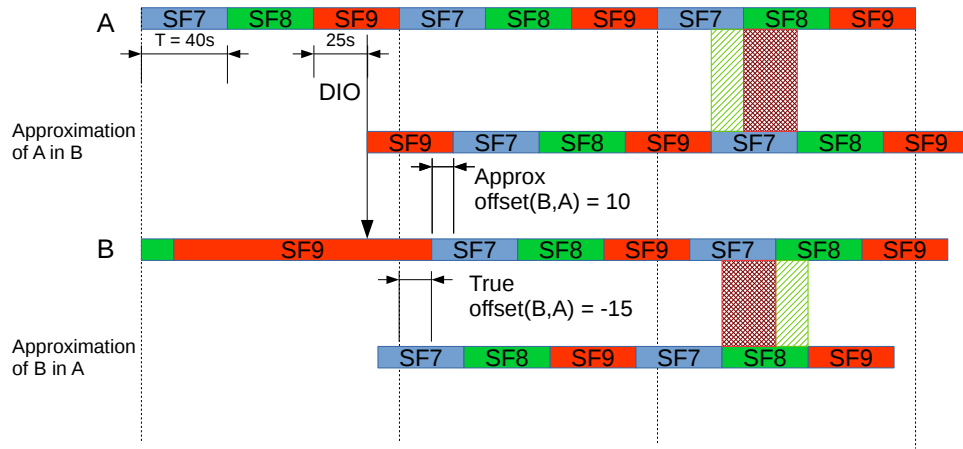 A SF7 SF8 SF9 SF7 SF8 SF9 SF7 SF8 SF9
T = 40s 25s
DIO
Approximation
of A in B
SF9 SF7 SF8 SF9 SF7 SF8 SF9
Approx
offset(B,A) = 10
B SF9 SF7 SF8 SF9 SF7 SF8 SF9
True
offset(B,A) = -15
Approximation
of B in A
SF7 SF8 SF9 SF7 SF8 SF9